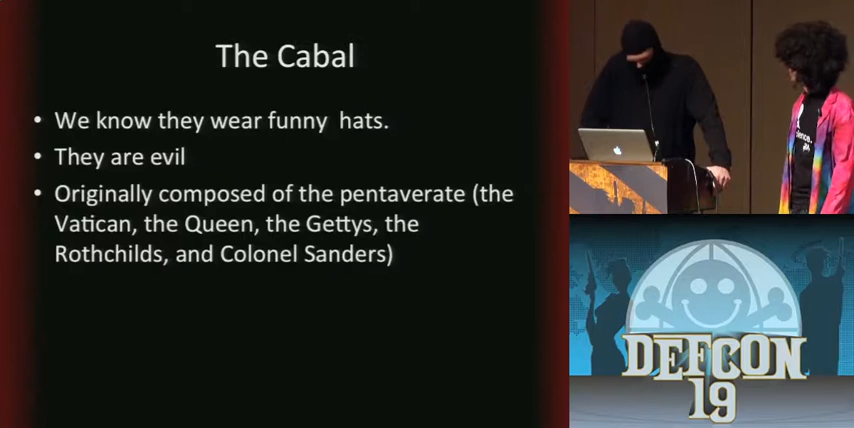 The Cabal
• We know they wear funny hats.
• They are evil
• Originally composed of the pentaverate (the
Vatican, the Queen, the Gettys, the
Rothchilds, and Colonel Sanders)
DEFCON
19